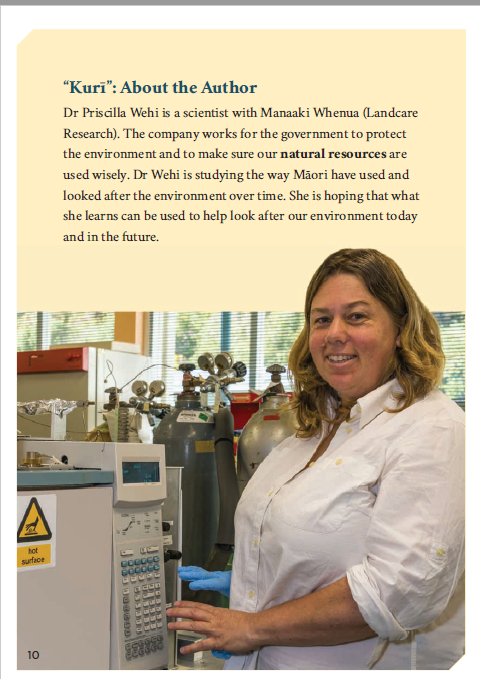 “Kurī”: About the Author
Dr Priscilla Wehi is a scientist with Manaaki Whenua (Landcare
Research). The company works for the government to protect
the environment and to make sure our natural resources are
used wisely. Dr Wehi is studying the way Māori have used and
looked after the environment over time. She is hoping that what
she learns can be used to help look after our environment today
and in the future.
hot
surface
10